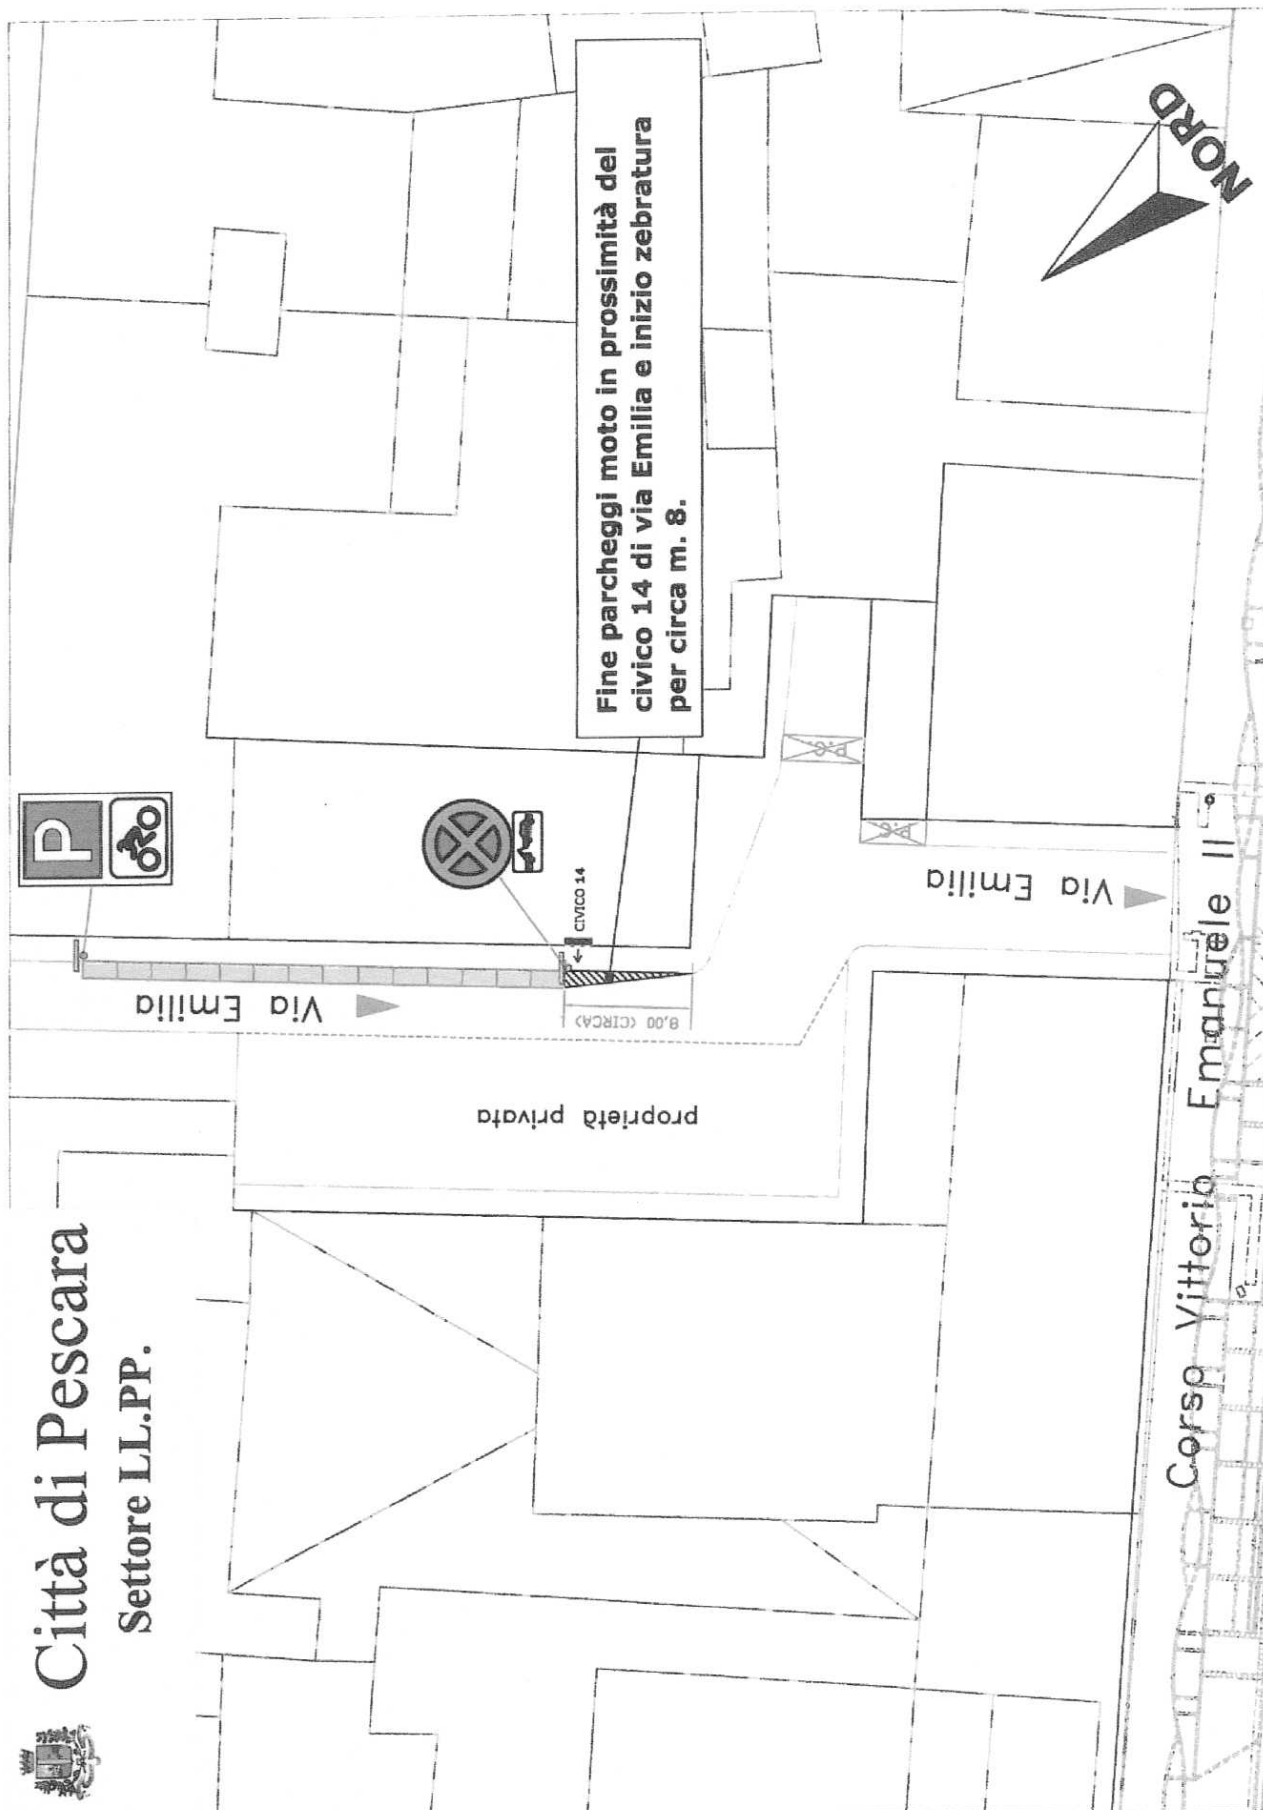 Città di Pescara
Settore LL.PP.
P
Fine parcheggi moto in prossimità del
civico 14 di via Emilia e inizio zebratura
per circa m. 8.
CIVICO 14
8,00 (CIRCA)
Via Emilia
proprietà privata
P.C.
P.C.
Via Emilia
Corso Vittorio Emanuele II
NORD